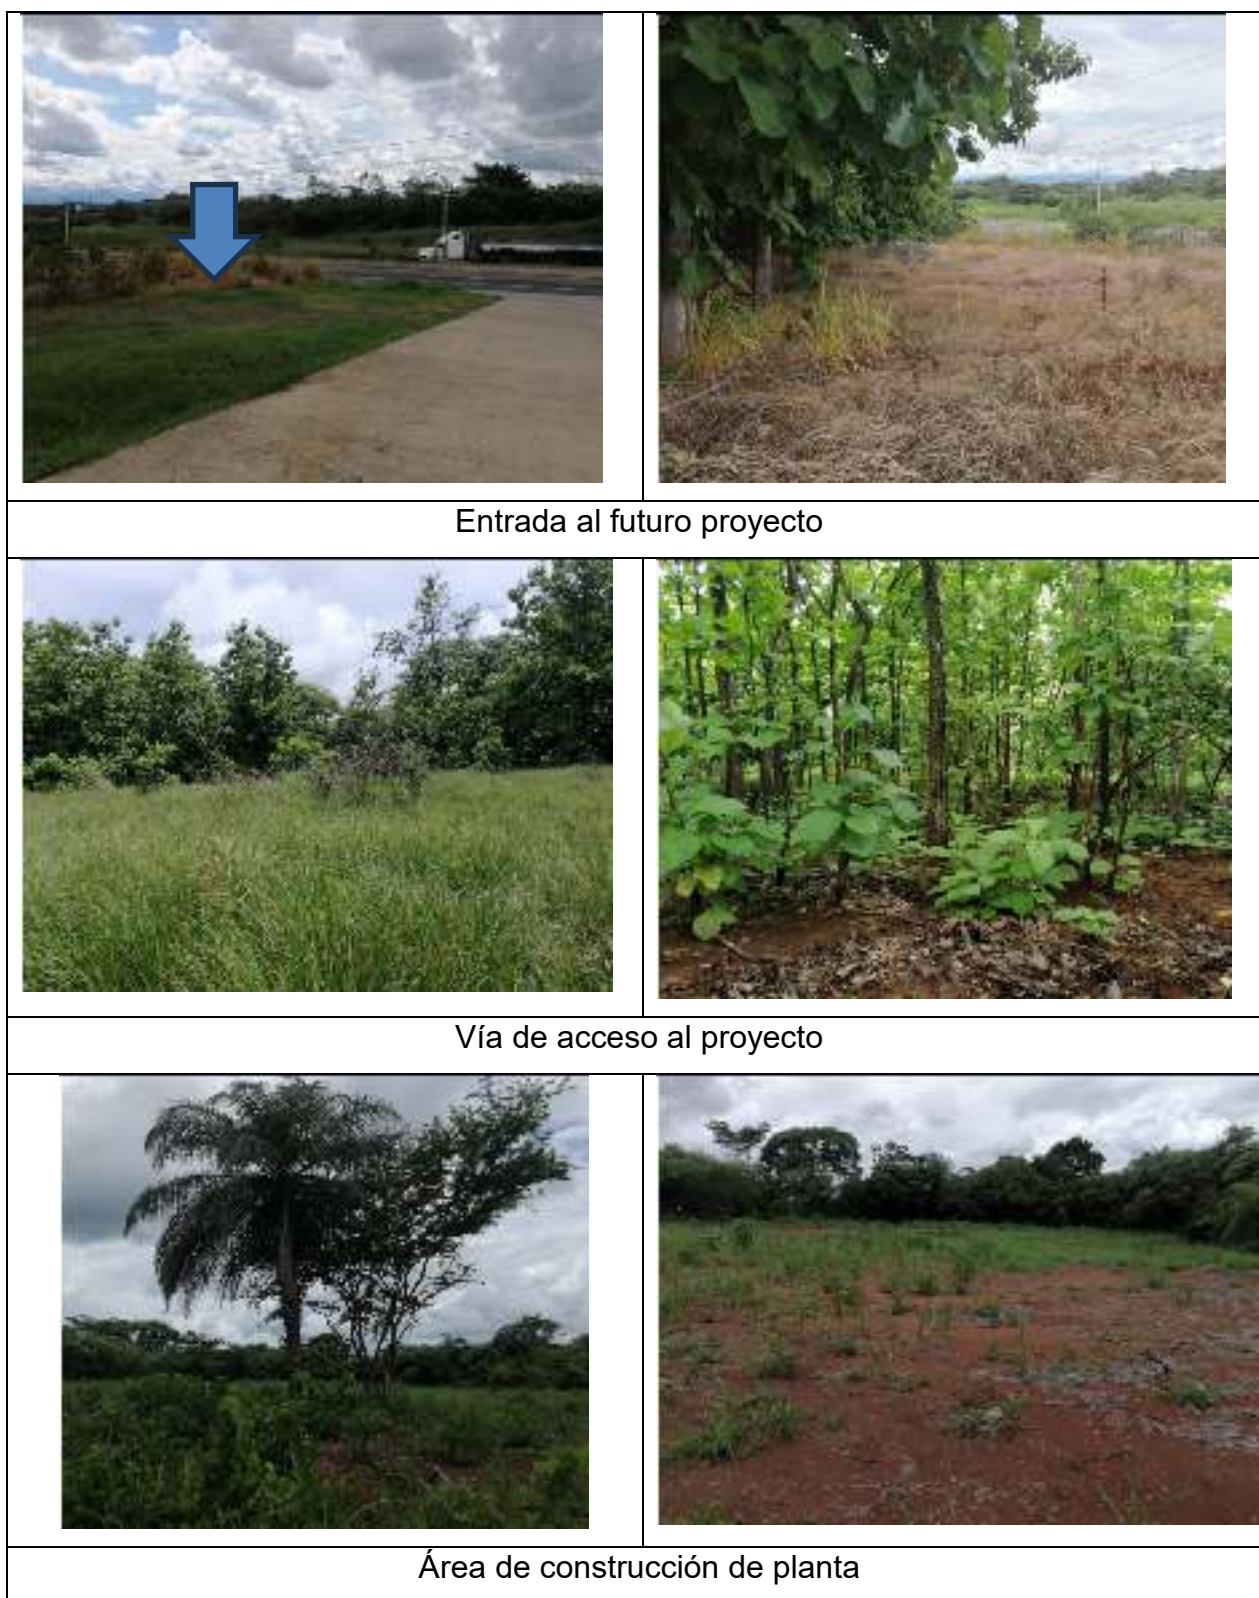 Entrada al futuro proyecto
Vía de acceso al proyecto
Área de construcción de planta